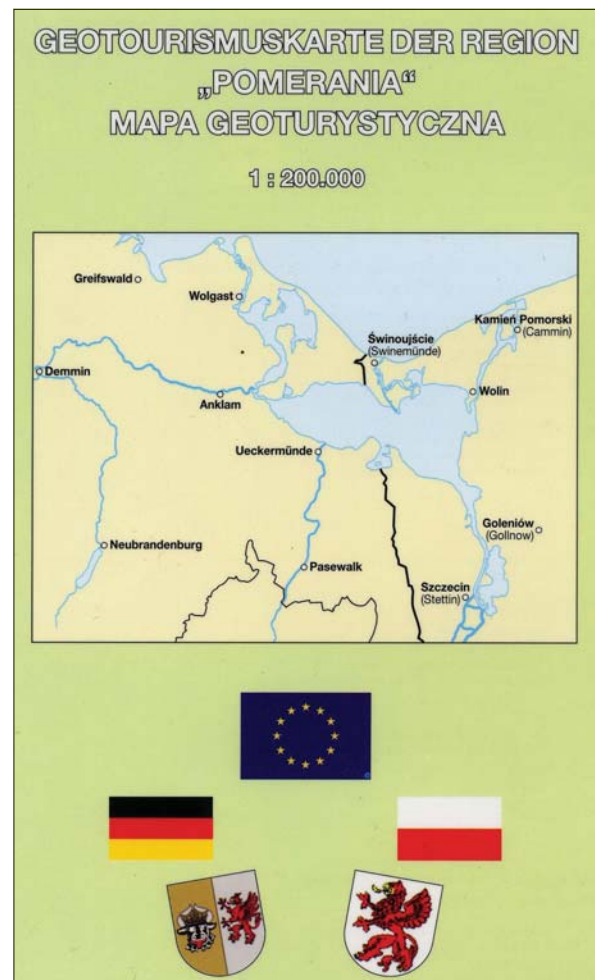 GEOTOURISMUSKARTE DER REGION
„POMERANIA“
MAPA GEOTURYSTYCZNA
1 : 200.000
Greifswald
Wolgast
Kamień Pomorski
(Cammin)
Świnoujście
(Swinemünde)
Demmin
Wolin
Anklam
Ueckermünde
Goleniów
(Gollnow)
Neubrandenburg
Pasewalk
Szczecin
(Stettin)